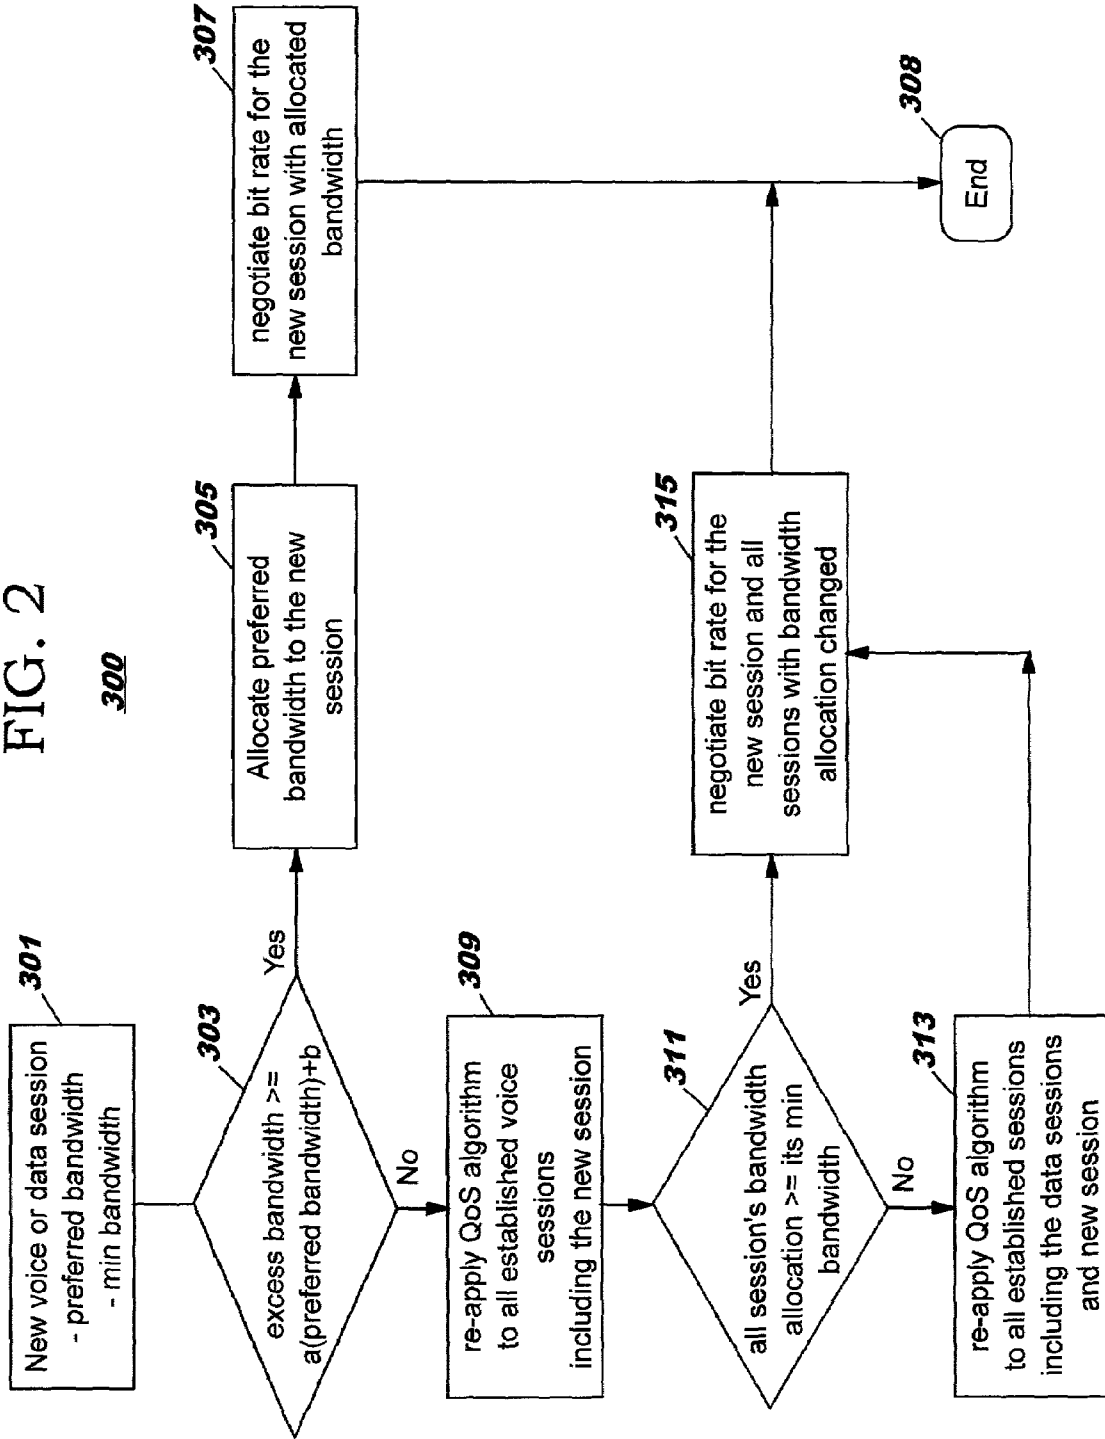 FIG. 2
300
301
New voice or data session
- preferred bandwidth
- min bandwidth
303
excess bandwidth >=
a(preferred bandwidth)+b
Yes
No
305
Allocate preferred
bandwidth to the new
session
307
negotiate bit rate for the
new session with allocated
bandwidth
308
End
309
re-apply QoS algorithm
to all established voice
sessions
including the new session
311
all session's bandwidth
allocation >= its min
bandwidth
Yes
No
315
negotiate bit rate for the
new session and all
sessions with bandwidth
allocation changed
313
re-apply QoS algorithm
to all established sessions
including the data sessions
and new session